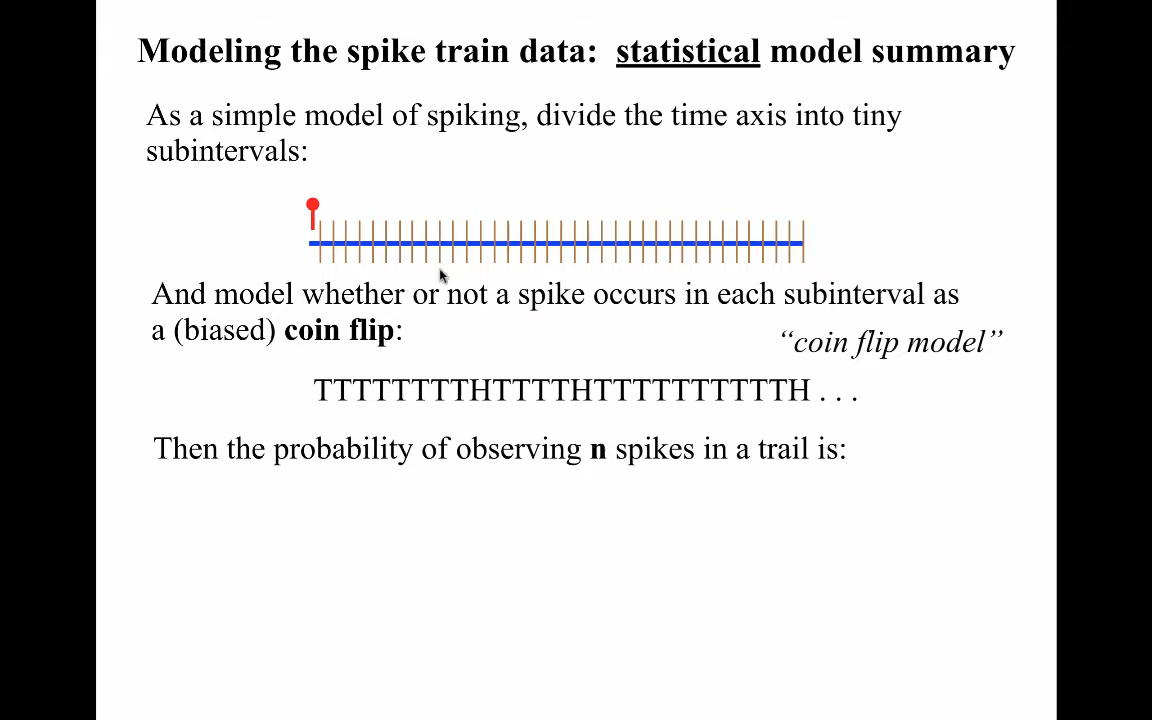 Modeling the spike train data: statistical model summary
As a simple model of spiking, divide the time axis into tiny
subintervals:
And model whether or not a spike occurs in each subinterval as
a (biased) coin flip:
“coin flip model”
TTTTTTTTHTTTTHTTTTTTTTTTH . . .
Then the probability of observing n spikes in a trail is: